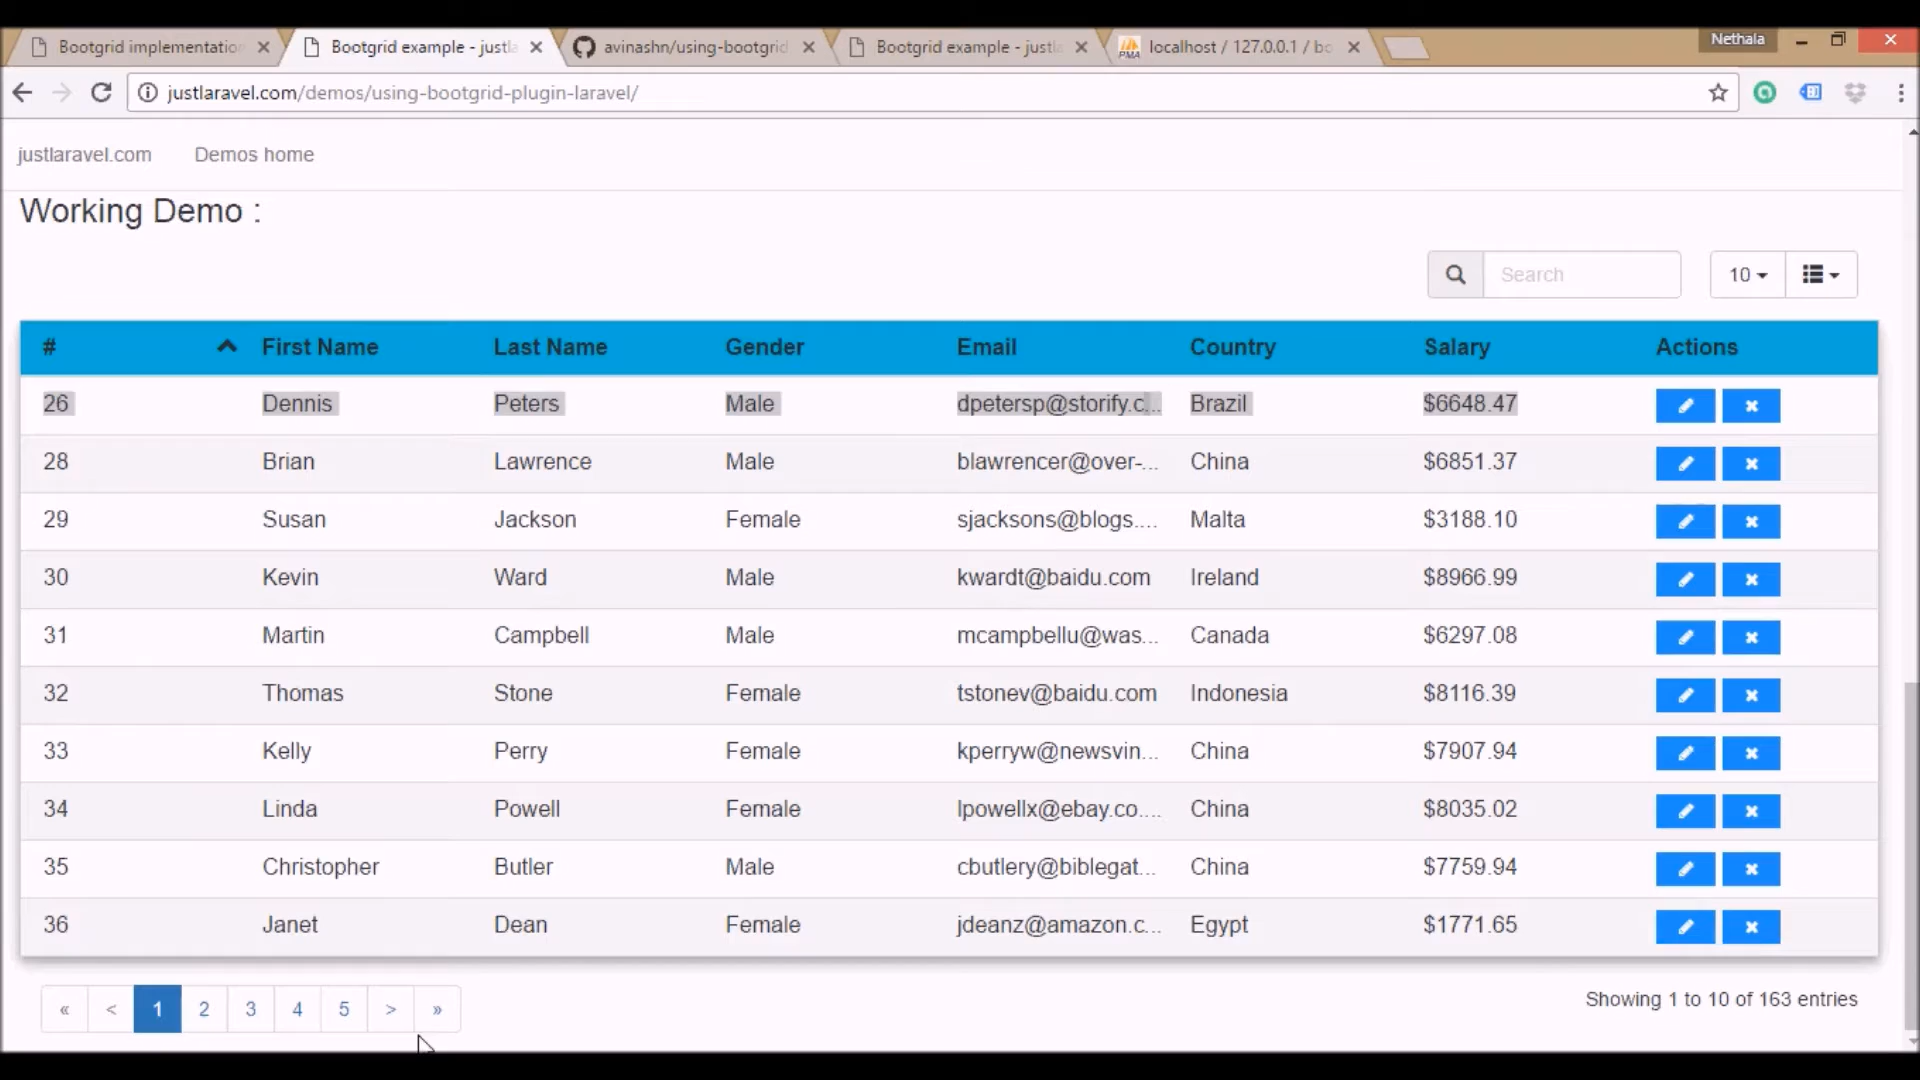 Bootgrid implementatio
Bootgrid example - justla
avinashn/using-bootgrid
Bootgrid example - justla
PMA
localhost / 127.0.0.1 / bo
Nethala
justlaravel.com/demos/using-bootgrid-plugin-laravel/
justlaravel.com Demos home
Working Demo :
Search 10
# First Name Last Name Gender Email Country Salary Actions
26 Dennis Peters Male dpetersp@storify.c... Brazil $6648.47
28 Brian Lawrence Male blawrencer@over-... China $6851.37
29 Susan Jackson Female sjacksons@blogs.... Malta $3188.10
30 Kevin Ward Male kwardt@baidu.com Ireland $8966.99
31 Martin Campbell Male mcampbellu@was... Canada $6297.08
32 Thomas Stone Female tstonev@baidu.com Indonesia $8116.39
33 Kelly Perry Female kperryw@newsvin... China $7907.94
34 Linda Powell Female lpowellx@ebay.co.... China $8035.02
35 Christopher Butler Male cbutlery@biblegat... China $7759.94
36 Janet Dean Female jdeanz@amazon.c... Egypt $1771.65
« < 1 2 3 4 5 > »
Showing 1 to 10 of 163 entries